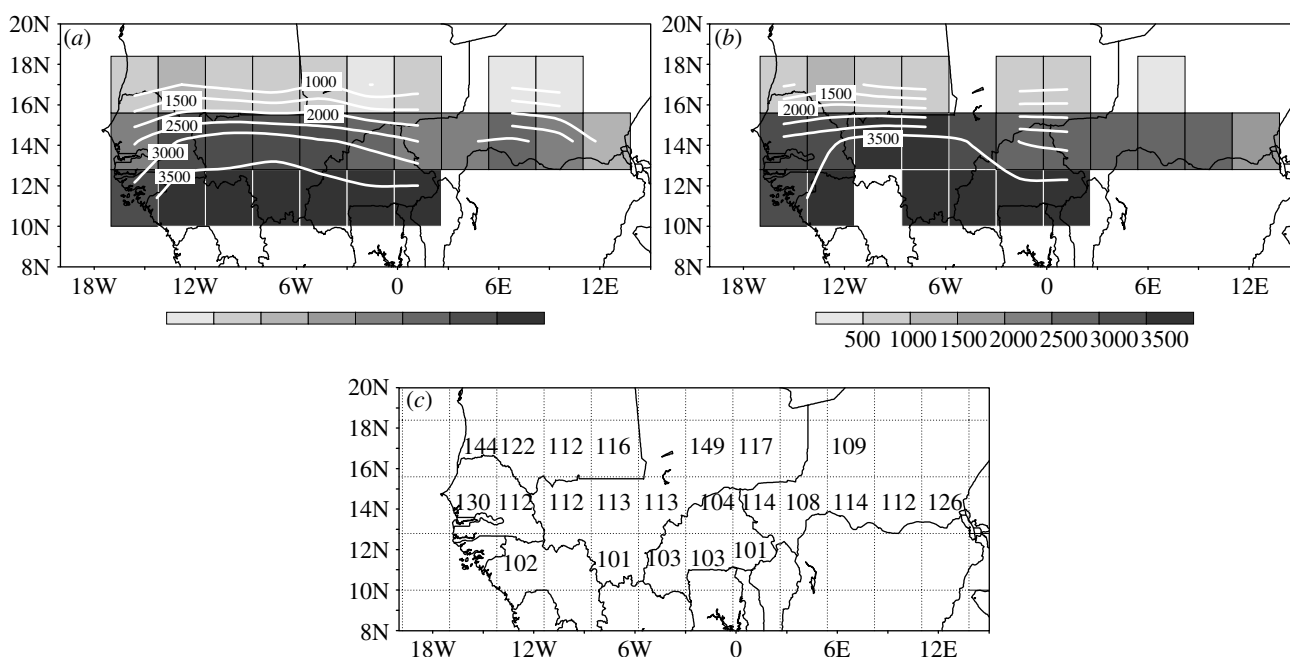 20N (a) 20N (b)
18N 18N
16N 16N
14N 14N
12N 12N
10N 10N
8N 8N
1000
1500
2000
2500
3000
3500
1500
2000
3500
18W 12W 6W 0 6E 12E 18W 12W 6W 0 6E 12E
500 1000 1500 2000 2500 3000 3500
20N (c)
18N
144 122 112 116 149 117 109
16N
130 112 112 113 113 104 114 108 114 112 126
14N
12N
102 101 103 103 101
10N
8N
18W 12W 6W 0 6E 12E